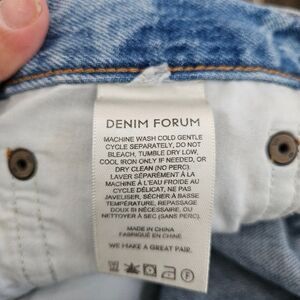 DENIM FORUM
MACHINE WASH COLD GENTLE
CYCLE SEPARATELY, DO NOT
BLEACH, TUMBLE DRY LOW,
COOL IRON ONLY IF NEEDED, OR
DRY CLEAN (NO PERC).
LAVER SÉPARÉMENT À LA
MACHINE À L'EAU FROIDE AU
CYCLE DÉLICAT, NE PAS
JAVELISER, SÉCHER À BASSE
TEMPÉRATURE, REPASSAGE
DOUX SI NÉCESSAIRE, OU
NETTOYER À SEC (SANS PERC).
MADE IN CHINA
FABRIQUÉ EN CHINE
WE MAKE A GREAT PAIR.